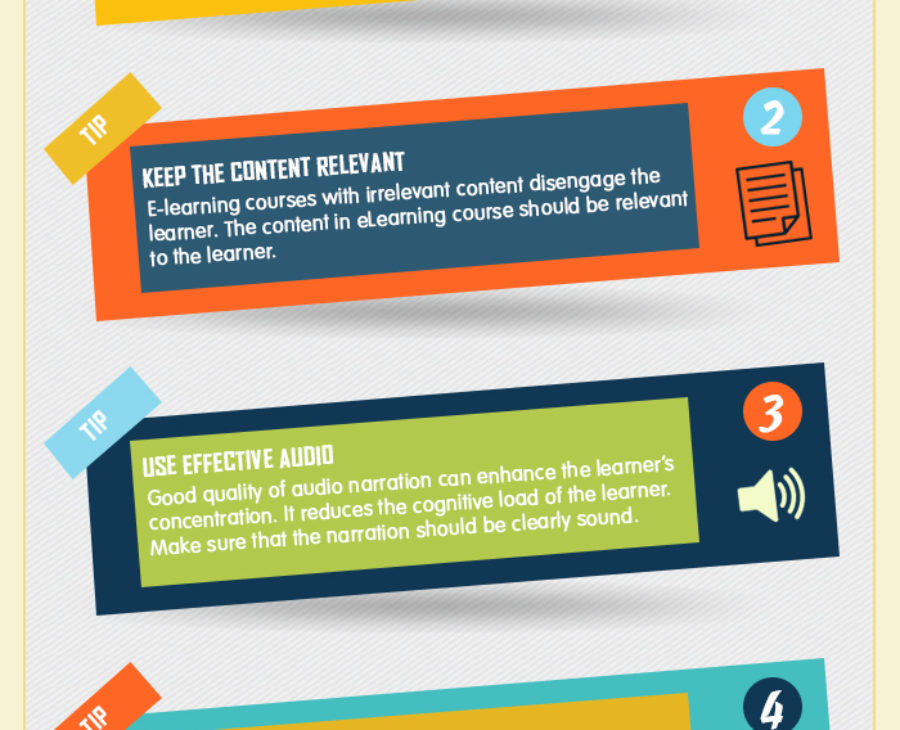 TIP
2
KEEP THE CONTENT RELEVANT
E-learning courses with irrelevant content disengage the
learner. The content in eLearning course should be relevant
to the learner.
TIP
3
USE EFFECTIVE AUDIO
Good quality of audio narration can enhance the learner's
concentration. It reduces the cognitive load of the learner.
Make sure that the narration should be clearly sound.
TIP
4